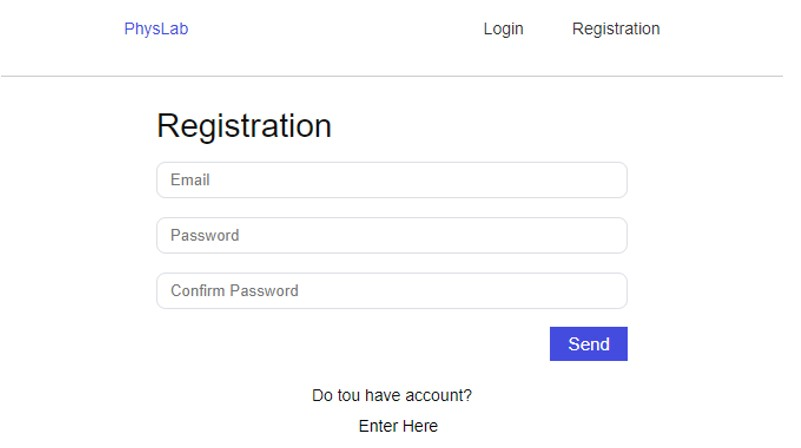 PhysLab Login Registration
Registration
Email
Password
Confirm Password
Send
Do tou have account?
Enter Here